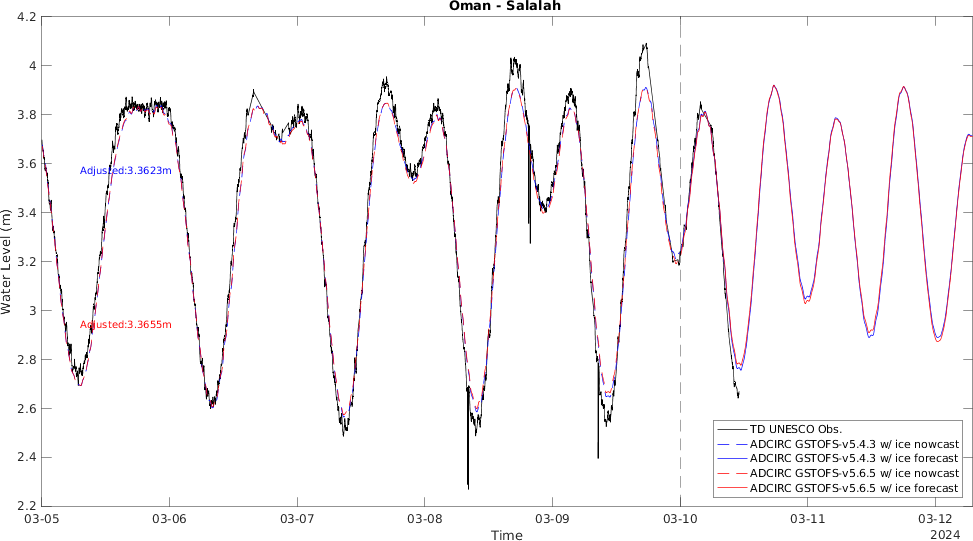 Oman - Salalah
4.2
4
3.8
3.6
3.4
3.2
3
2.8
2.6
2.4
2.2
Water Level (m)
Adjusted:3.3623m
Adjusted:3.3655m
TD UNESCO Obs.
ADCIRC GSTOFS-v5.4.3 w/ ice nowcast
ADCIRC GSTOFS-v5.4.3 w/ ice forecast
ADCIRC GSTOFS-v5.6.5 w/ ice nowcast
ADCIRC GSTOFS-v5.6.5 w/ ice forecast
03-05 03-06 03-07 03-08 03-09 03-10 03-11 03-12
Time
2024